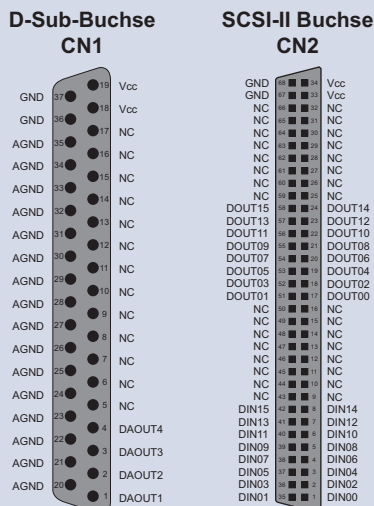 D-Sub-Buchse
CN1
19 Vcc
GND 37
18 Vcc
GND 36
17 NC
AGND 35
16 NC
AGND 34
15 NC
AGND 33
14 NC
AGND 32
13 NC
AGND 31
12 NC
AGND 30
11 NC
AGND 29
10 NC
AGND 28
9 NC
AGND 27
8 NC
AGND 26
7 NC
AGND 25
6 NC
AGND 24
5 NC
AGND 23
4 DAOUT4
AGND 22
3 DAOUT3
AGND 21
2 DAOUT2
AGND 20
1 DAOUT1
SCSI-II Buchse
CN2
GND 68 34 Vcc
GND 67 33 Vcc
NC 66 32 NC
NC 65 31 NC
NC 64 30 NC
NC 63 29 NC
NC 62 28 NC
NC 61 27 NC
NC 60 26 NC
NC 59 25 NC
DOUT15 58 24 DOUT14
DOUT13 57 23 DOUT12
DOUT11 56 22 DOUT10
DOUT09 55 21 DOUT08
DOUT07 54 20 DOUT06
DOUT05 53 19 DOUT04
DOUT03 52 18 DOUT02
DOUT01 51 17 DOUT00
NC 50 16 NC
NC 49 15 NC
NC 48 14 NC
NC 47 13 NC
NC 46 12 NC
NC 45 11 NC
NC 44 10 NC
NC 43 9 NC
DIN15 42 8 DIN14
DIN13 41 7 DIN12
DIN11 40 6 DIN10
DIN09 39 5 DIN08
DIN07 38 4 DIN06
DIN05 37 3 DIN04
DIN03 36 2 DIN02
DIN01 35 1 DIN00